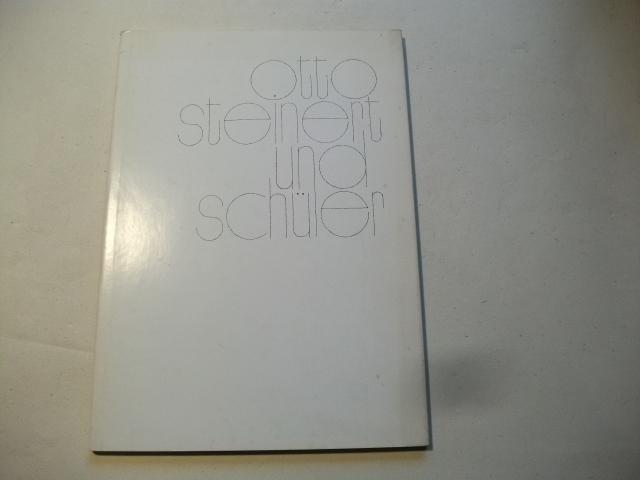 otto
steinert
und
schüler